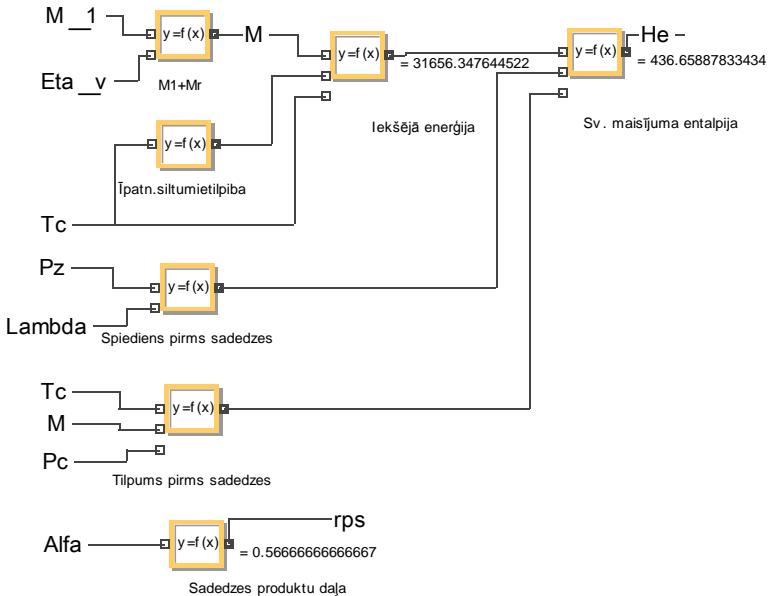 M _1
y=f(x)
M
Eta _v
M1+Mr
y=f(x)
= 31656.347644522
Iekšējā enerģija
y=f(x)
He
= 436.65887833434
Sv. maisījuma entalpija
y=f(x)
Īpatn.siltumietilpiba
Tc
Pz
y=f(x)
Lambda
Spiediens pirms sadedzes
Tc
M
y=f(x)
Pc
Tilpums pirms sadedzes
Alfa
y=f(x)
rps
= 0.56666666666667
Sadedzes produktu daļa